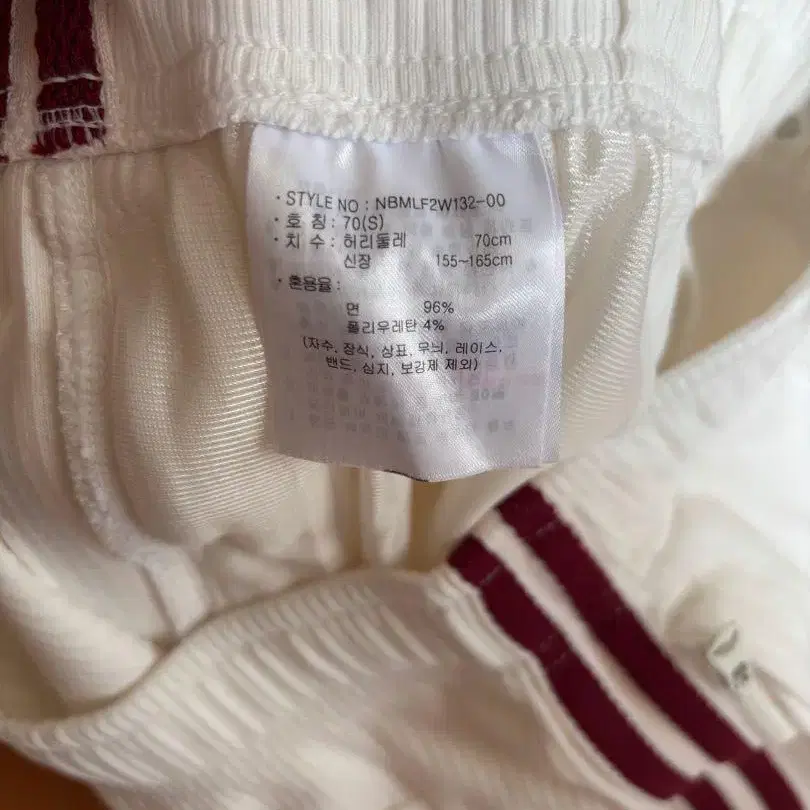 · STYLE NO : NBMLF2W132-00
· 호 칭 : 70(S)
· 치 수 : 허리둘레 70cm
신장 155~165cm
· 혼용율 :
면 96%
폴리우레탄 4%
(자수, 장식, 상표, 무늬, 레이스,
밴드, 심지, 보강제 제외)